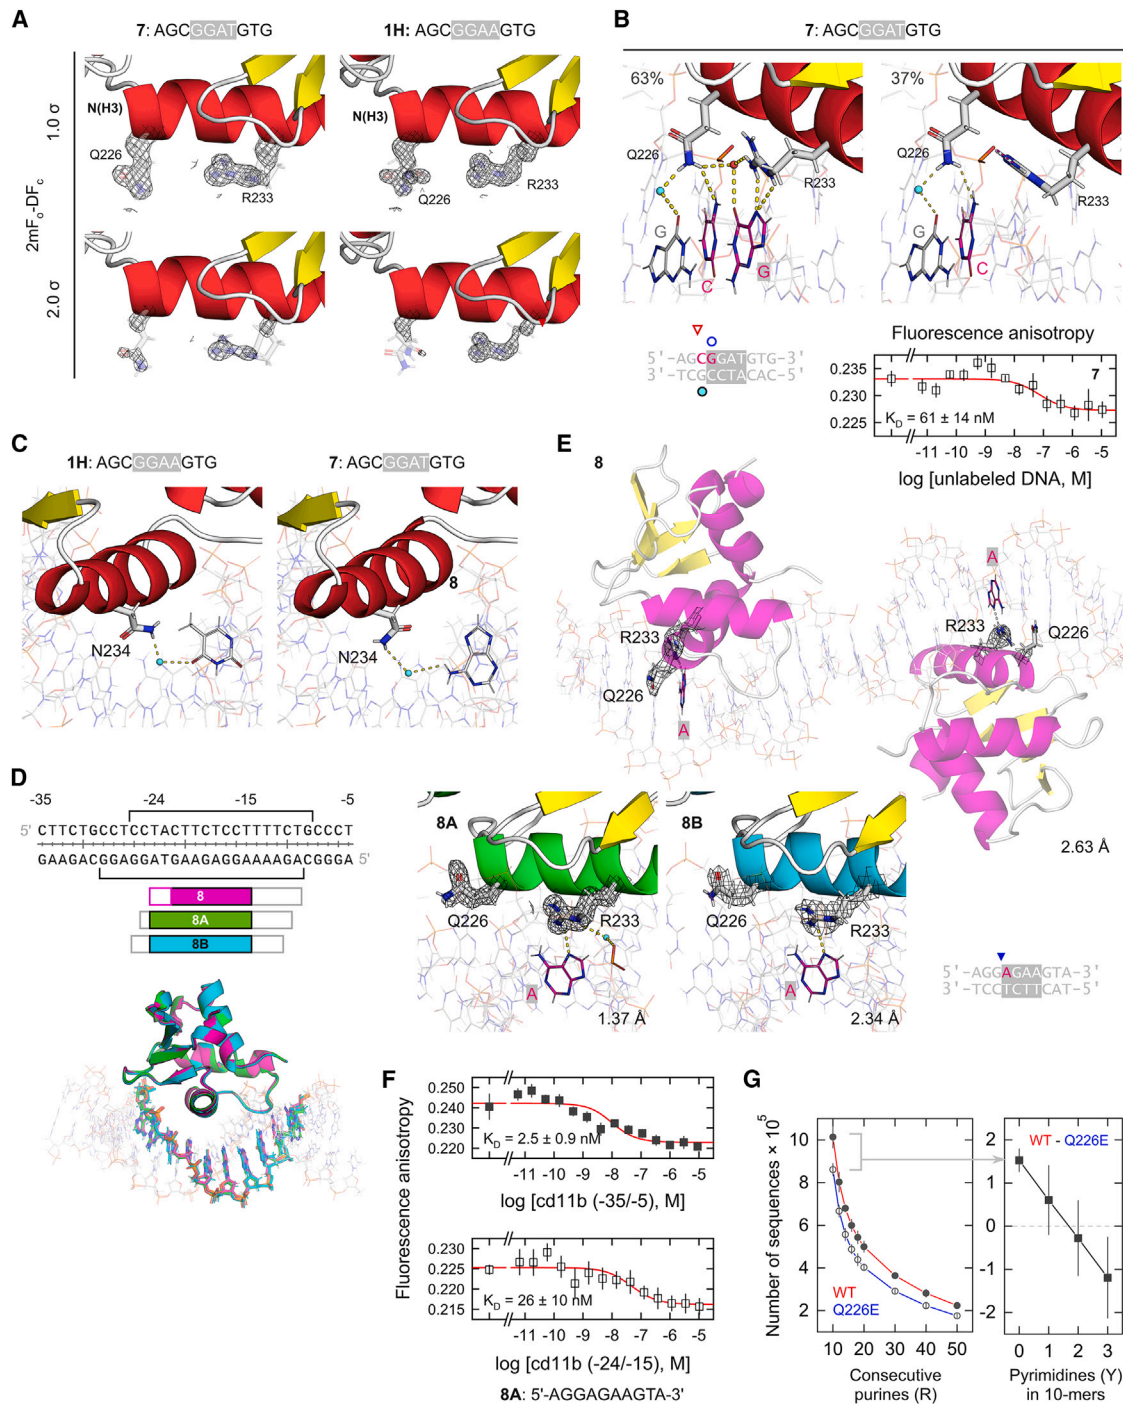 A
7: AGCGGATGTG
1H: AGCGGAAGTG
1.0 σ
2.0 σ
2mFo-DFc
N(H3)
Q226
R233
N(H3)
Q226
R233
B
7: AGCGGATGTG
63%
Q226
R233
G
C
G
37%
Q226
R233
G
C
5'-AGCGGATGTG-3'
3'-TCGCCTACAC-5'
Fluorescence anisotropy
0.235
0.230
0.225
7
KD = 61 ± 14 nM
-11 -10 -9 -8 -7 -6 -5
log [unlabeled DNA, M]
C
1H: AGCGGAAGTG
7: AGCGGATGTG
N234
8
N234
D
-35 -24 -15 -5
5' CTTCTGCCTCCTACTTCTCCTTTTCTGCCCT
GAAGACGGAGGATGAAGAGGAAAAGACGGGA 5'
8
8A
8B
E
8
R233
Q226
A
A
R233
Q226
2.63 Å
8A
Q226
R233
A
1.37 Å
8B
Q226
R233
A
2.34 Å
5'-AGGAGAAGTA-3'
3'-TCCTCTTCAT-5'
F
Fluorescence anisotropy
0.250
0.240
0.230
0.220
KD = 2.5 ± 0.9 nM
-11 -10 -9 -8 -7 -6 -5
log [cd11b (-35/-5), M]
0.230
0.225
0.220
0.215
KD = 26 ± 10 nM
-11 -10 -9 -8 -7 -6 -5
log [cd11b (-24/-15), M]
8A: 5'-AGGAGAAGTA-3'
G
Number of sequences × 10⁵
10
8
6
4
2
WT
Q226E
10 20 30 40 50
Consecutive
purines (R)
WT - Q226E
2
1
0
-1
-2
0 1 2 3
Pyrimidines (Y)
in 10-mers